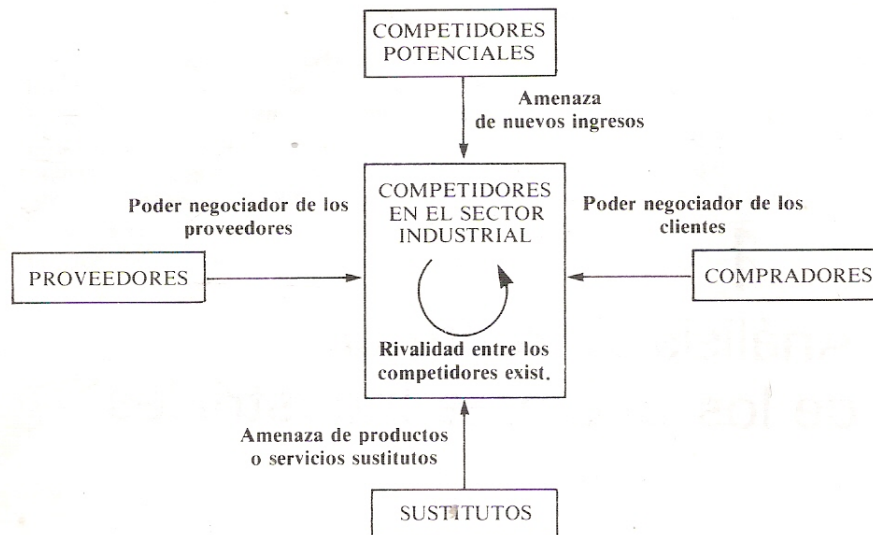 COMPETIDORES
POTENCIALES
Amenaza
de nuevos ingresos
COMPETIDORES
EN EL SECTOR
INDUSTRIAL
Poder negociador de los
proveedores
Poder negociador de los
clientes
PROVEEDORES
COMPRADORES
Rivalidad entre los
competidores exist.
Amenaza de productos
o servicios sustitutos
SUSTITUTOS